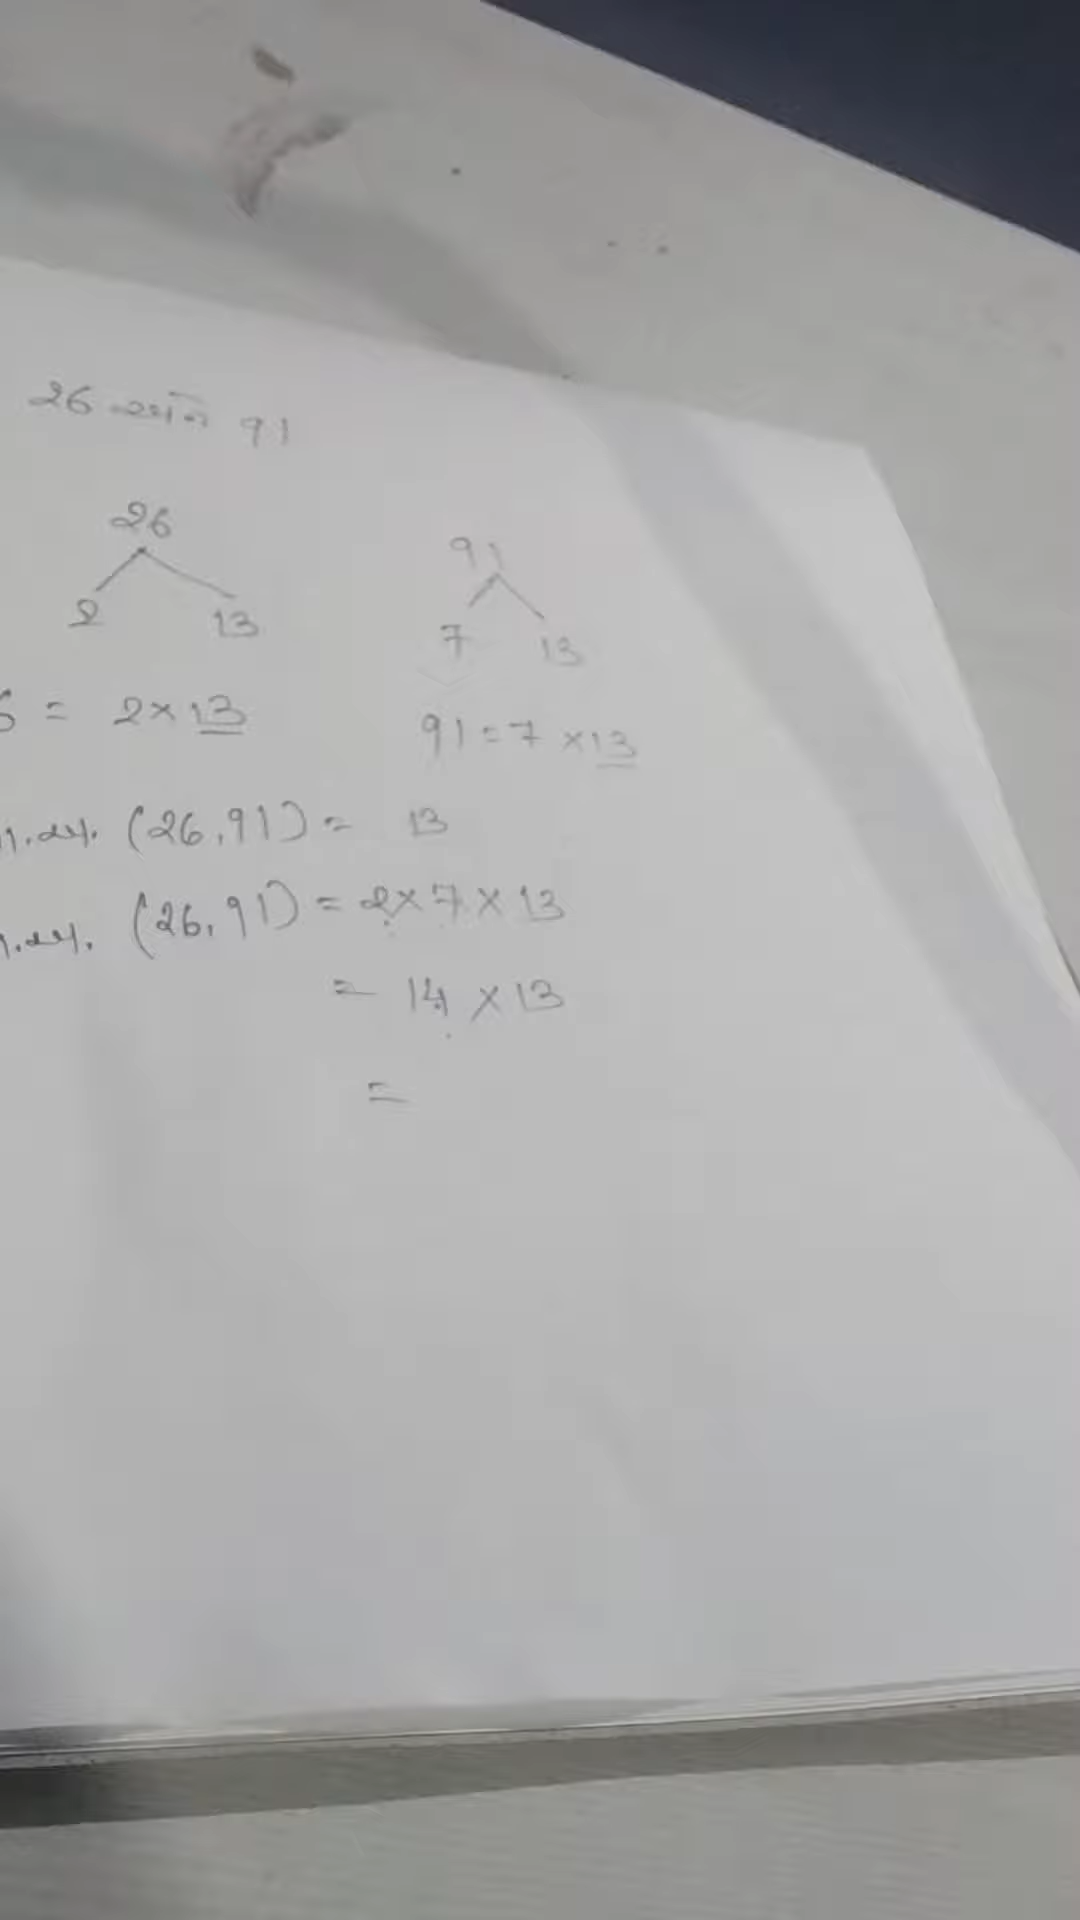 26 અને 91
26 91
2 13 7 13
= 2 × 13 91 = 7 × 13
.અ. (26, 91) = 13
.અ. (26, 91) = 2 × 7 × 13
= 14 × 13
=